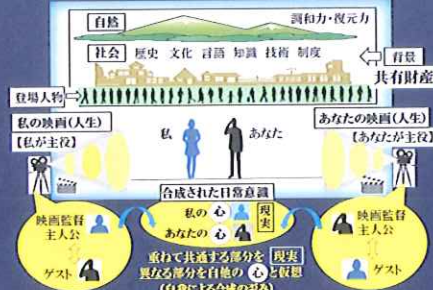 自然 調和力・復元力
社会 歴史 文化 言語 知識 技術 制度
背景
共有財産
登場人物
私の映画(人生)
【私が主役】
私 あなた
あなたの映画(人生)
【あなたが主役】
合成された日常意識
私の 心 現実
あなたの 心
映画監督
主人公
ゲスト
映画監督
主人公
ゲスト
重ねて共通する部分を 現実
異なる部分を自他の 心 と仮想